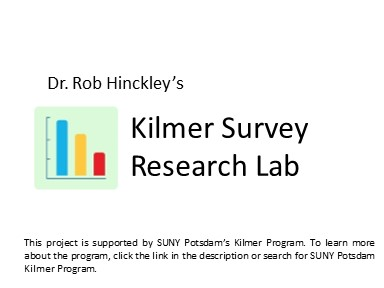 Dr. Rob Hinckley’s
Kilmer Survey
Research Lab
This project is supported by SUNY Potsdam’s Kilmer Program. To learn more
about the program, click the link in the description or search for SUNY Potsdam
Kilmer Program.